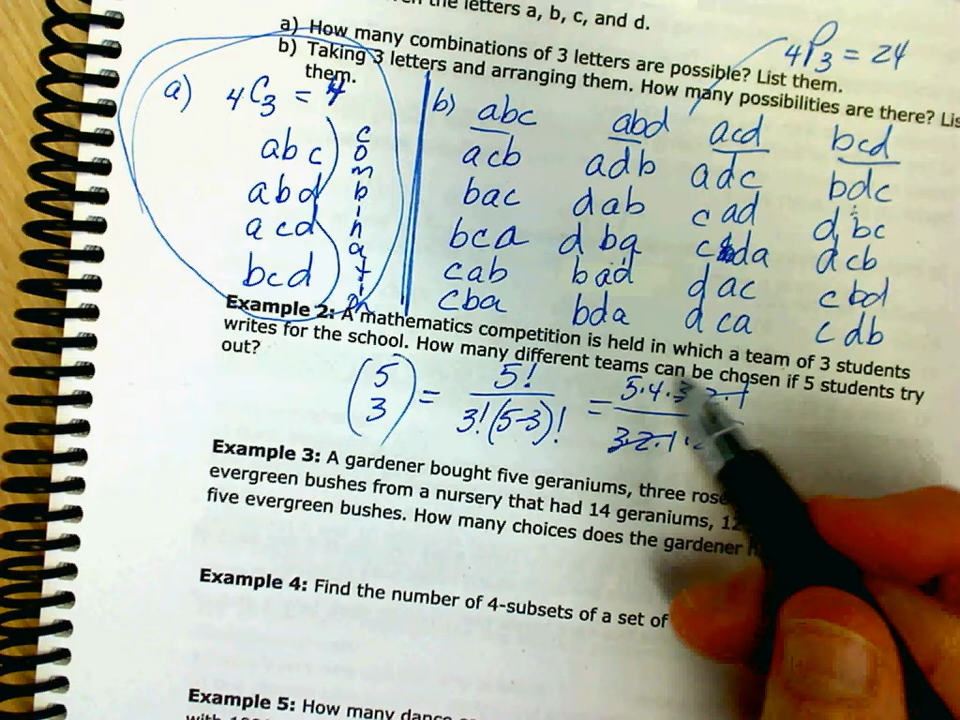 the letters a, b, c, and d.
a) How many combinations of 3 letters are possible? List them.
b) Taking 3 letters and arranging them. How many possibilities are there?
them.
₄P₃ = 24
a) ₄C₃ = 4
abc
abd
acd
bcd
combination
b) abc abd acd bcd
acb adb adc bdc
bac dab cad dbc
bca dba cda dcb
cab bad dac cbd
cba bda dca cdb
Example 2: A mathematics competition is held in which a team of 3 students
writes for the school. How many different teams can be chosen if 5 students try
out?
(5 3) = 5! / 3!(5-3)! = 5·4·3·2·1 / 3·2·1·
Example 3: A gardener bought five geraniums, three
evergreen bushes from a nursery that had 14 geraniums,
five evergreen bushes. How many choices does the gardener
Example 4: Find the number of 4-subsets of a set of
Example 5: How many
with